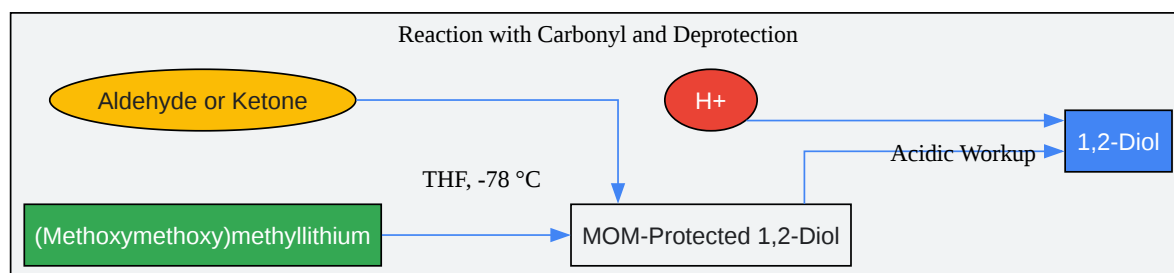 Reaction with Carbonyl and Deprotection
Aldehyde or Ketone
H+
1,2-Diol
Acidic Workup
THF, -78 °C
(Methoxymethoxy)methyllithium
MOM-Protected 1,2-Diol